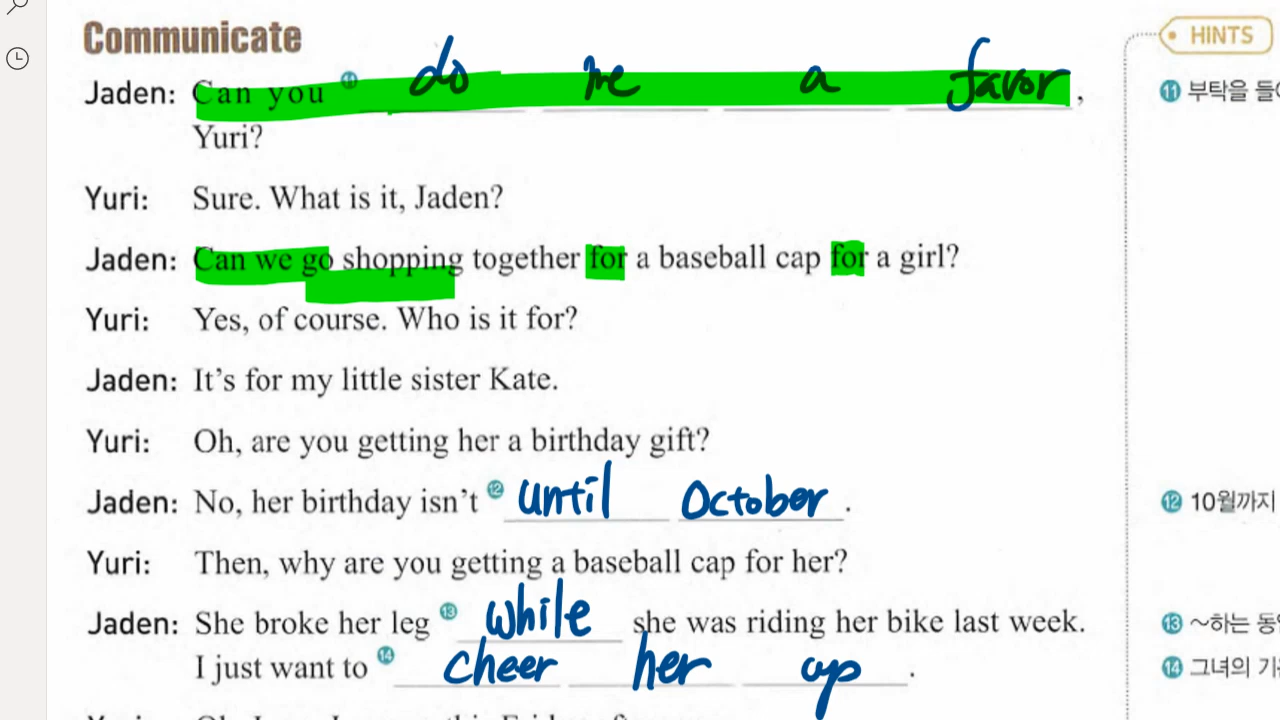 Communicate
HINTS
Jaden: Can you ⑪ do me a favor,
⑪ 부탁을
Yuri?
Yuri: Sure. What is it, Jaden?
Jaden: Can we go shopping together for a baseball cap for a girl?
Yuri: Yes, of course. Who is it for?
Jaden: It's for my little sister Kate.
Yuri: Oh, are you getting her a birthday gift?
Jaden: No, her birthday isn't ⑫ until October.
⑫ 10월까지
Yuri: Then, why are you getting a baseball cap for her?
Jaden: She broke her leg ⑬ while she was riding her bike last week.
⑬ ~하는
I just want to ⑭ cheer her up.
⑭ 그녀의